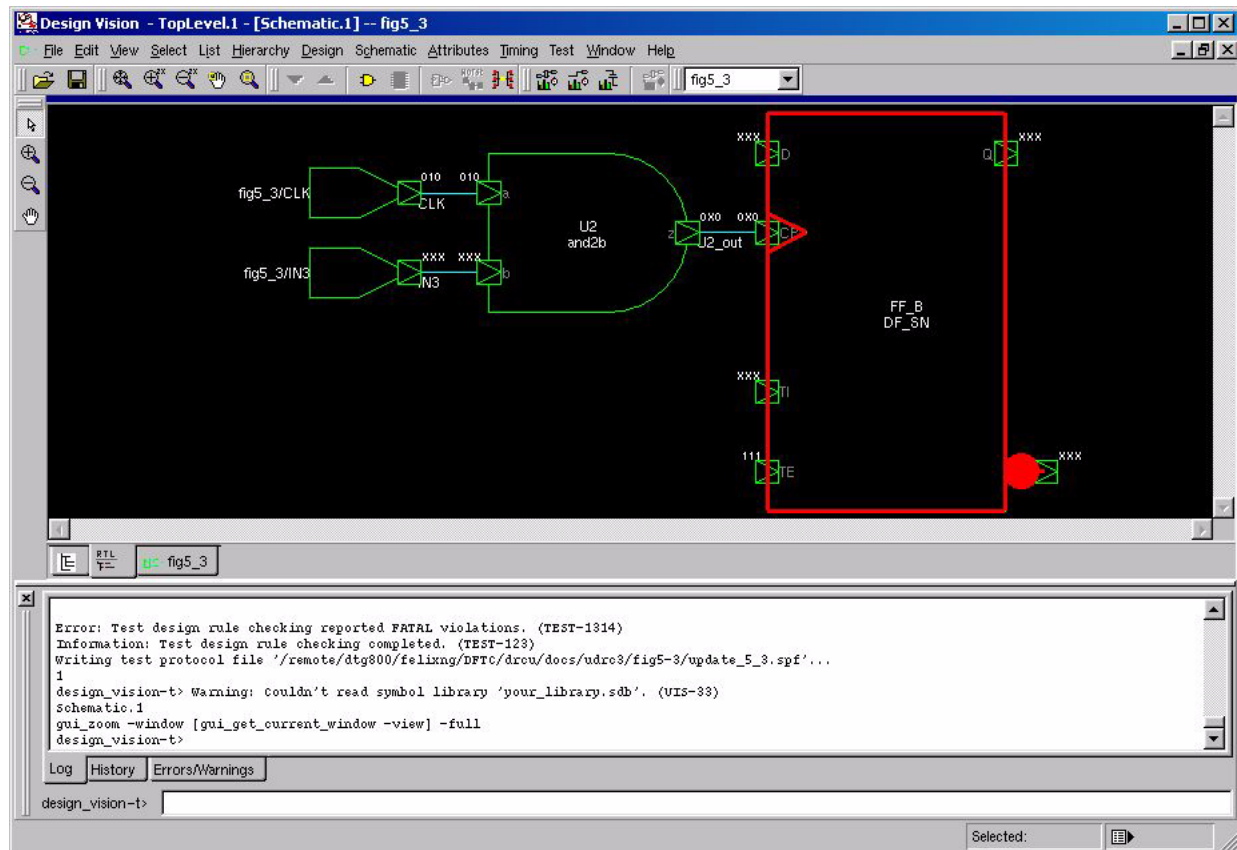 Design Vision - TopLevel.1 - [Schematic.1] -- fig5_3
File Edit View Select List Hierarchy Design Schematic Attributes Timing Test Window Help
fig5_3
xxx D
Q xxx
fig5_3/CLK
010 010
CLK
a
U2
and2b
z
0X0 0X0
U2_out
CP
fig5_3/IN3
xxx xxx
IN3
b
FF_B
DF_SN
xxx
TI
111
TE
xxx
RTL
fig5_3
Error: Test design rule checking reported FATAL violations. (TEST-1314)
Information: Test design rule checking completed. (TEST-123)
Writing test protocol file '/remote/dtg800/felixng/DFTC/drcu/docs/udrc3/fig5-3/update_5_3.spf'...
1
design_vision-t> Warning: Couldn't read symbol library 'your_library.sdb'. (UIS-33)
Schematic.1
gui_zoom -window [gui_get_current_window -view] -full
design_vision-t>
Log History Errors/Warnings
design_vision-t>
Selected: